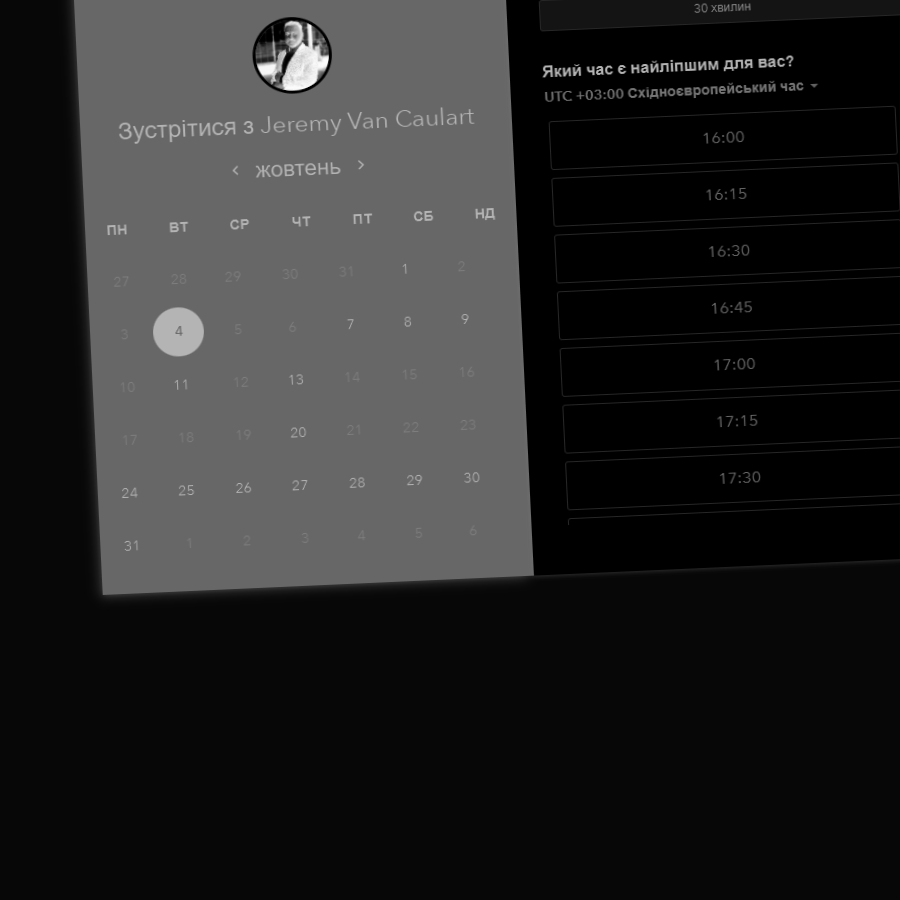 Зустрітися з Jeremy Van Caulart
жовтень
ПН ВТ СР ЧТ ПТ СБ НД
27 28 29 30 31 1 2
3 4 5 6 7 8 9
10 11 12 13 14 15 16
17 18 19 20 21 22 23
24 25 26 27 28 29 30
31 1 2 3 4 5 6
30 хвилин
Який час є найліпшим для вас?
UTC +03:00 Східноєвропейський час
16:00
16:15
16:30
16:45
17:00
17:15
17:30